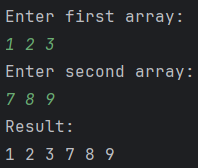 Enter first array:
1 2 3
Enter second array:
7 8 9
Result:
1 2 3 7 8 9